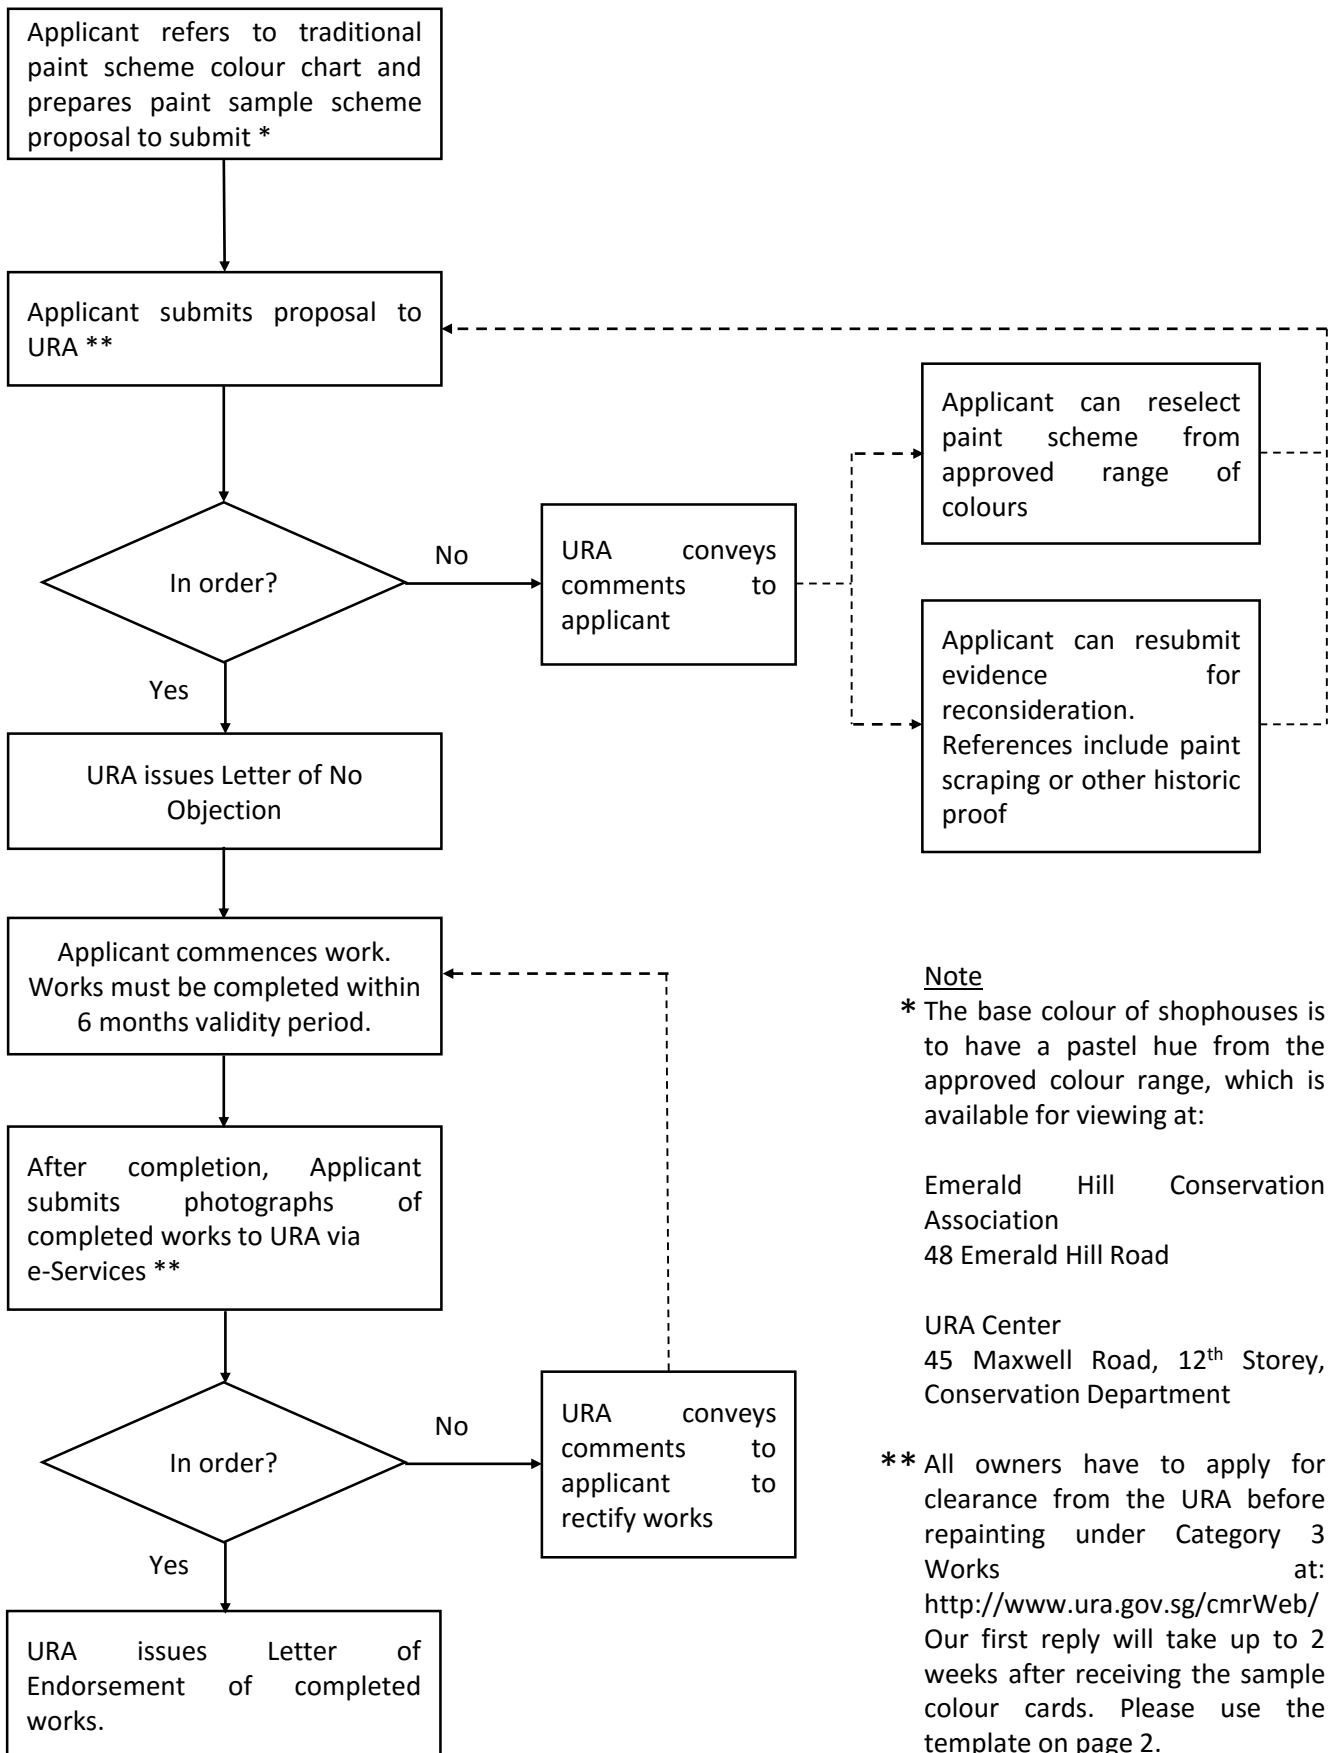 Applicant refers to traditional
paint scheme colour chart and
prepares paint sample scheme
proposal to submit *
Applicant submits proposal to
URA **
In order?
No
Yes
URA conveys
comments to
applicant
Applicant can reselect
paint scheme from
approved range of
colours
Applicant can resubmit
evidence for
reconsideration.
References include paint
scraping or other historic
proof
URA issues Letter of No
Objection
Applicant commences work.
Works must be completed within
6 months validity period.
After completion, Applicant
submits photographs of
completed works to URA via
e-Services **
In order?
No
Yes
URA conveys
comments to
applicant to
rectify works
URA issues Letter of
Endorsement of completed
works.
Note
* The base colour of shophouses is
to have a pastel hue from the
approved colour range, which is
available for viewing at:
Emerald Hill Conservation
Association
48 Emerald Hill Road
URA Center
45 Maxwell Road, 12th Storey,
Conservation Department
** All owners have to apply for
clearance from the URA before
repainting under Category 3
Works at:
http://www.ura.gov.sg/cmrWeb/
Our first reply will take up to 2
weeks after receiving the sample
colour cards. Please use the
template on page 2.